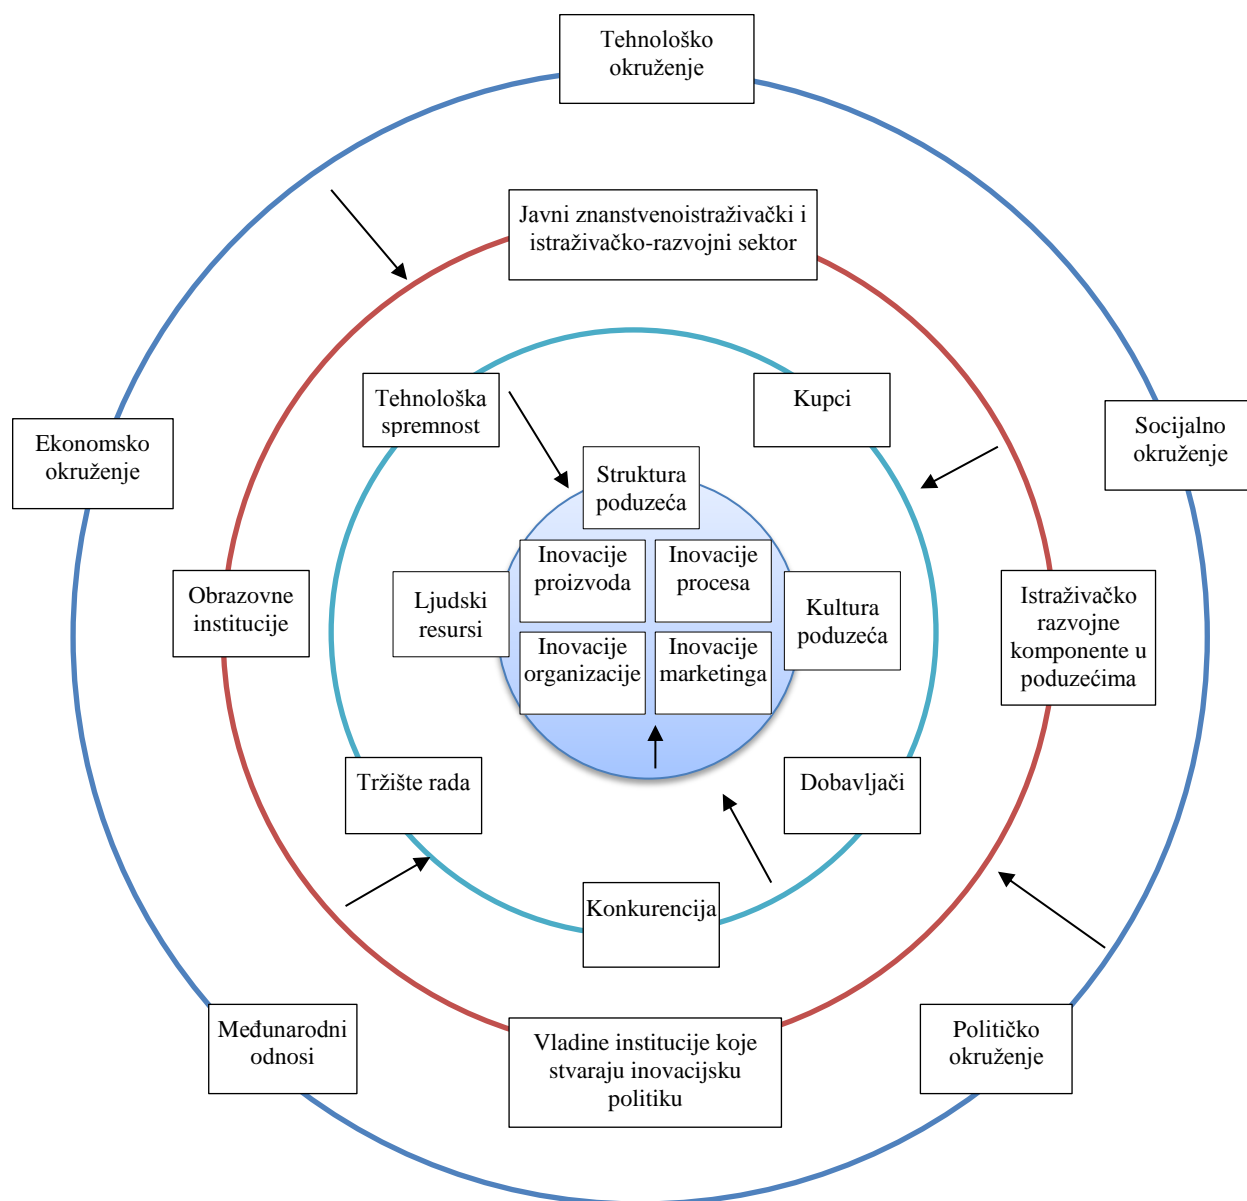 Tehnološko
okruženje
Javni znanstvenoistraživački i
istraživačko-razvojni sektor
Tehnološka
spremnost
Kupci
Ekonomsko
okruženje
Socijalno
okruženje
Struktura
poduzeća
Inovacije
proizvoda
Inovacije
procesa
Obrazovne
institucije
Ljudski
resursi
Kultura
poduzeća
Istraživačko
razvojne
komponente u
poduzećima
Inovacije
organizacije
Inovacije
marketinga
Tržište rada
Dobavljači
Konkurencija
Međunarodni
odnosi
Vladine institucije koje
stvaraju inovacijsku
politiku
Političko
okruženje